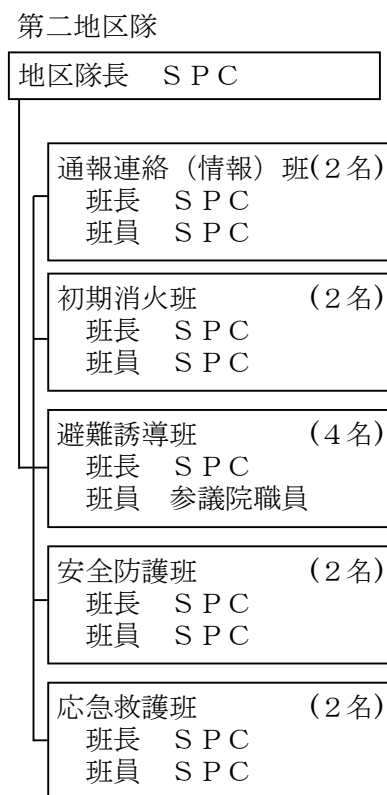 第二地区隊
地区隊長　ＳＰＣ
通報連絡（情報）班(２名)
班長　ＳＰＣ
班員　ＳＰＣ
初期消火班　(２名)
班長　ＳＰＣ
班員　ＳＰＣ
避難誘導班　(４名)
班長　ＳＰＣ
班員　参議院職員
安全防護班　(２名)
班長　ＳＰＣ
班員　ＳＰＣ
応急救護班　(２名)
班長　ＳＰＣ
班員　ＳＰＣ